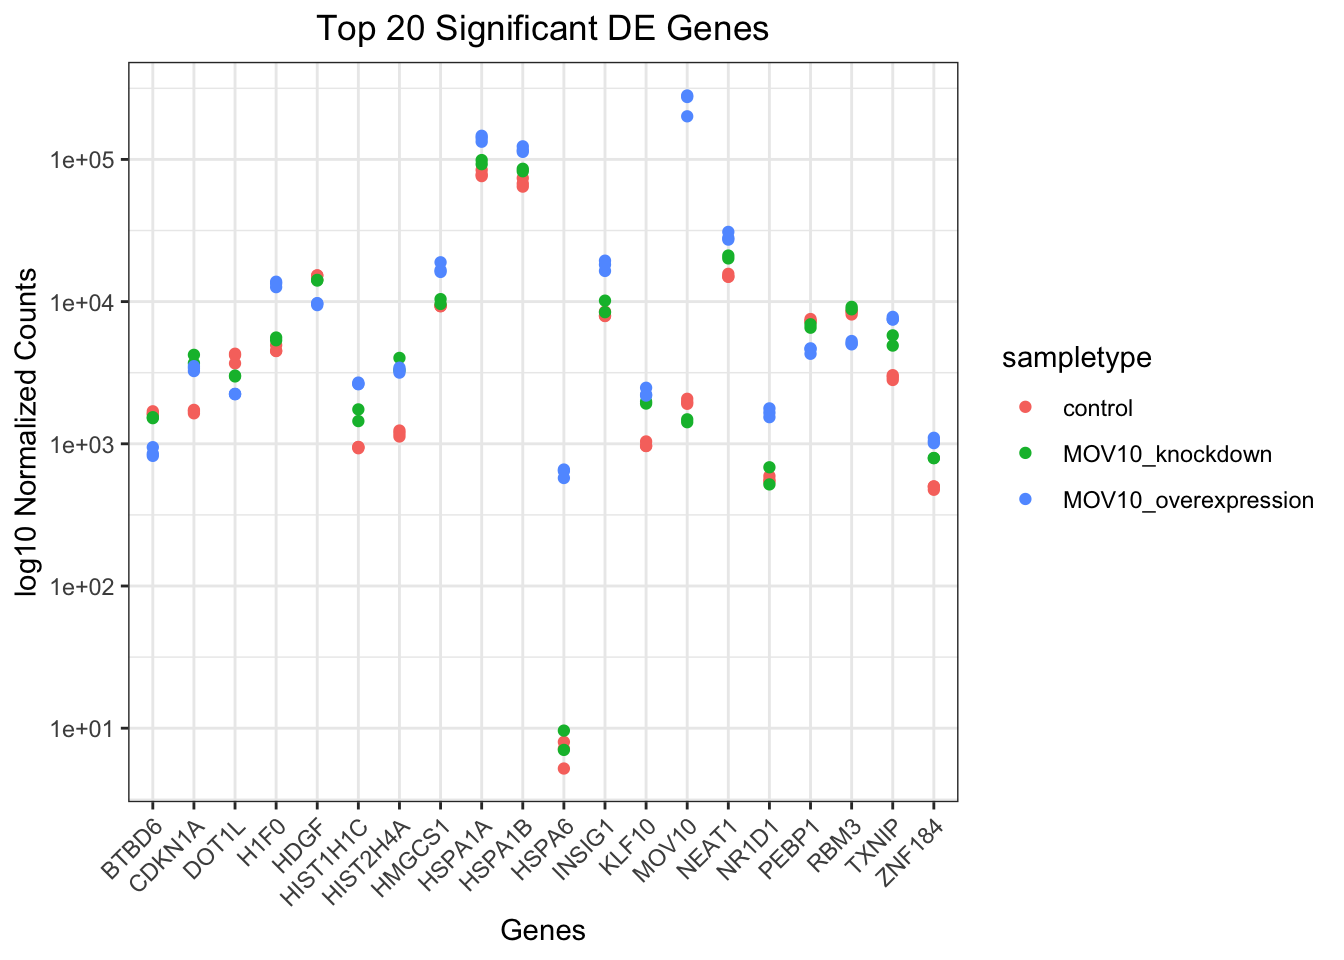 Top 20 Significant DE Genes
log10 Normalized Counts
1e+05
1e+04
1e+03
1e+02
1e+01
BTBD6
CDKN1A
DOT1L
H1F0
HDGF
HIST1H1C
HIST2H4A
HMGCS1
HSPA1A
HSPA1B
HSPA6
INSIG1
KLF10
MOV10
NEAT1
NR1D1
PEBP1
RBM3
TXNIP
ZNF184
Genes
sampletype
control
MOV10_knockdown
MOV10_overexpression